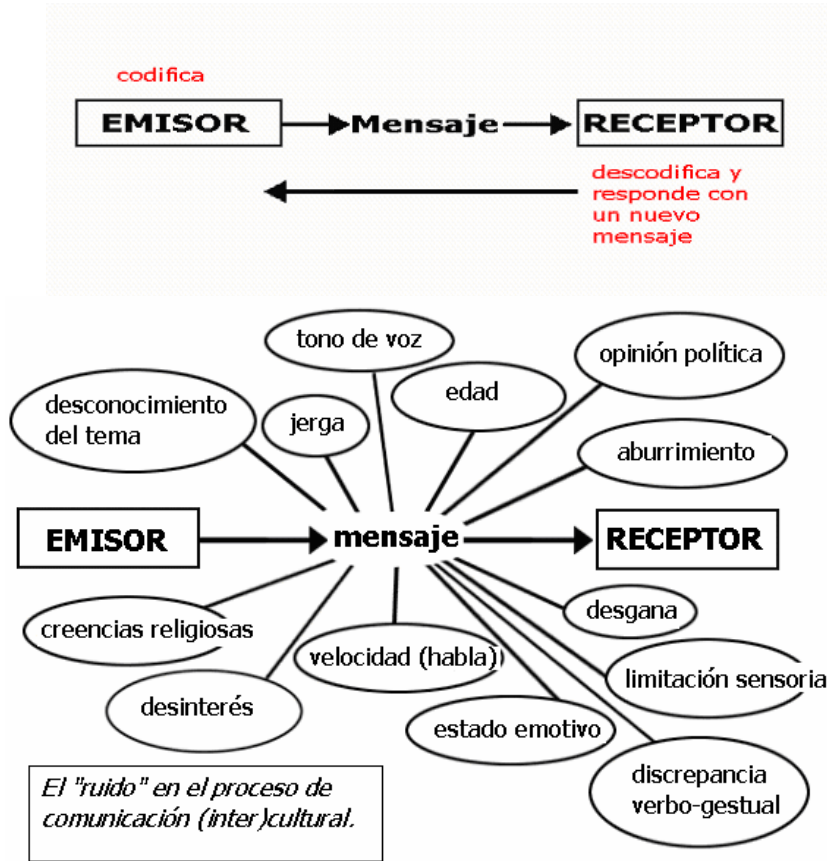 codifica
EMISOR
Mensaje
RECEPTOR
descodifica y
responde con
un nuevo
mensaje
tono de voz
opinión política
desconocimiento
del tema
jerga
edad
aburrimiento
EMISOR
mensaje
RECEPTOR
creencias religiosas
desinterés
velocidad (habla)
estado emotivo
desgana
limitación sensoria
discrepancia
verbo-gestual
El "ruido" en el proceso de
comunicación (inter)cultural.